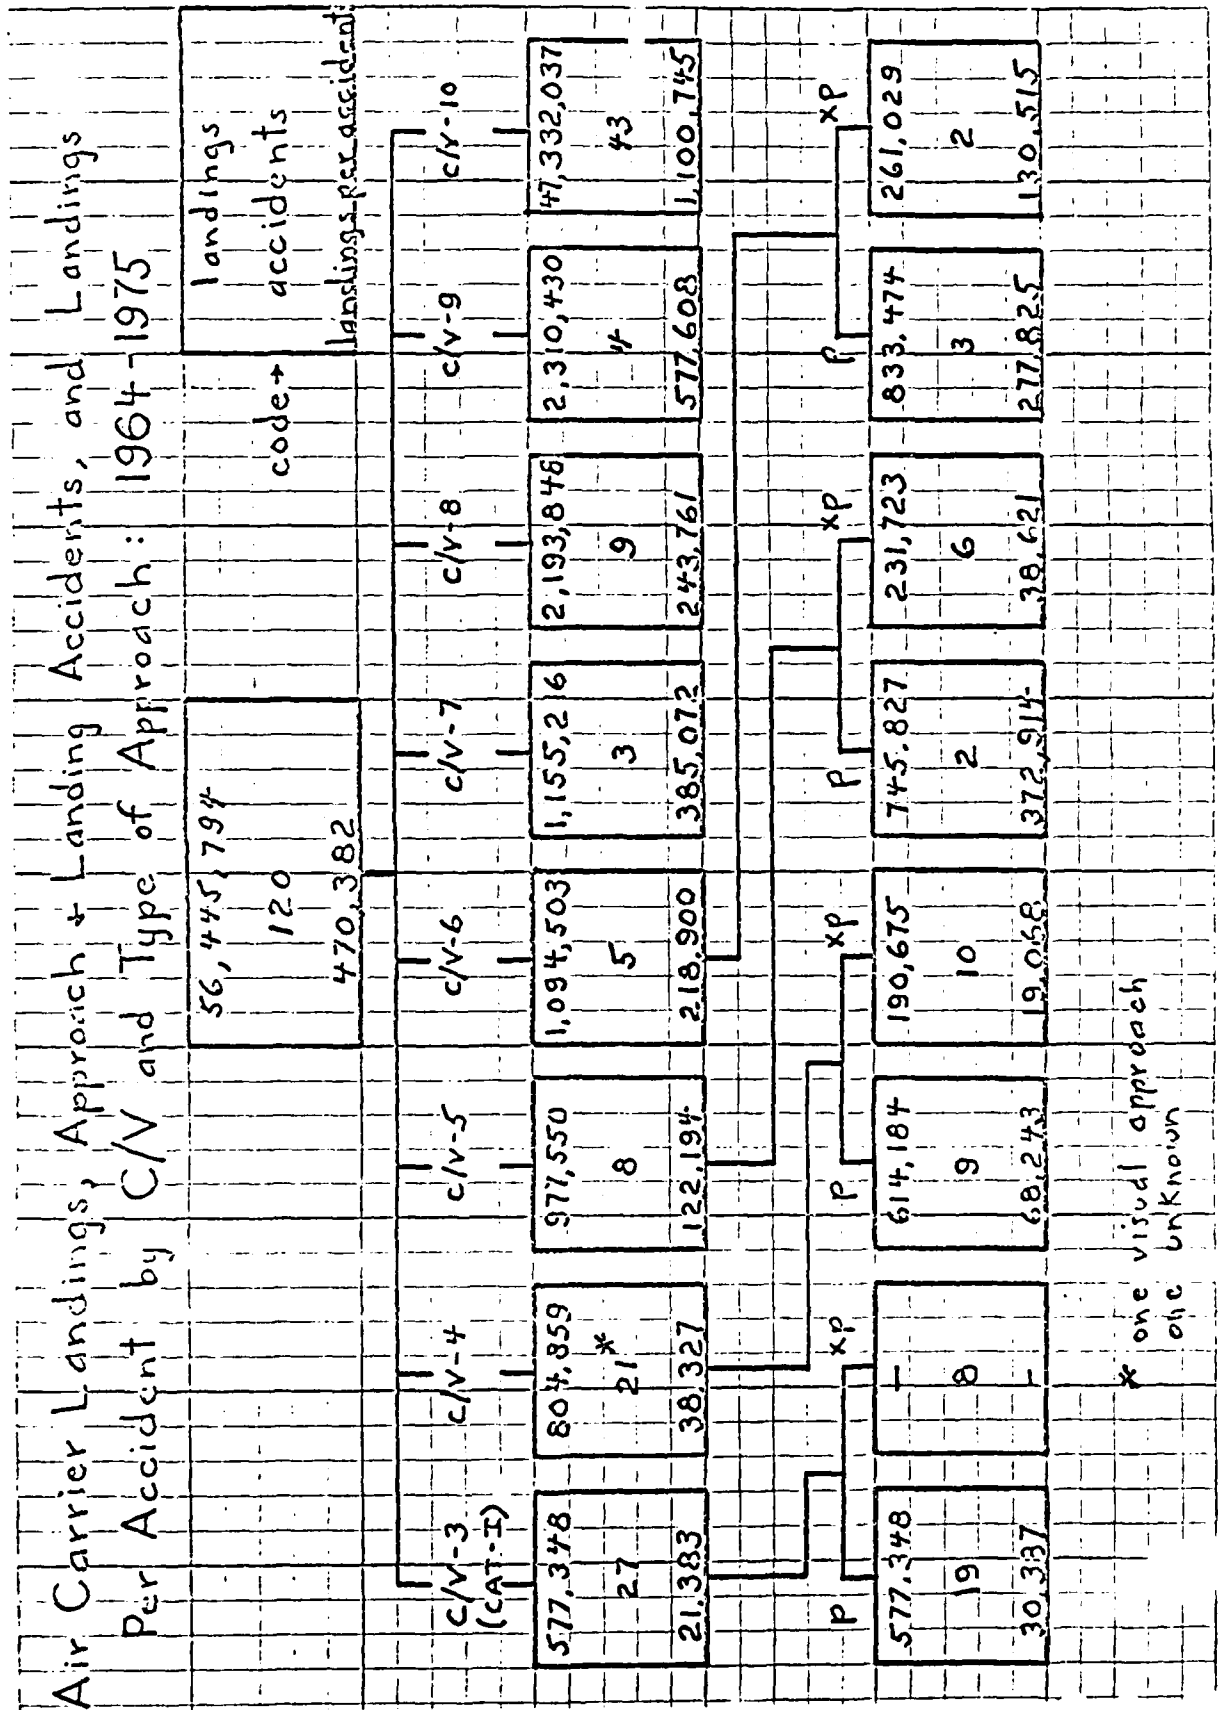 Air Carrier Landings, Approach + Landing Accidents, and Landings
Per Accident by C/V and Type of Approach: 1964-1975
56,445,794
120
470,382
code→
landings
accidents
landings per accident
C/V-3
(CAT-I)
577,348
27
21,383
C/V-4
804,859
21*
38,327
C/V-5
977,550
8
122,194
C/V-6
1,094,503
5
218,900
C/V-7
1,155,216
3
385,072
C/V-8
2,193,848
9
243,761
C/V-9
2,310,430
4
577,608
C/V-10
47,332,037
43
1,100,745
P
577,348
19
30,387
XP
—
8
—
P
614,184
9
68,243
XP
190,675
10
19,068
P
745,827
2
372,914
XP
231,723
6
38,621
P
833,474
3
277,825
XP
261,029
2
130,515
* one visual approach
one unknown